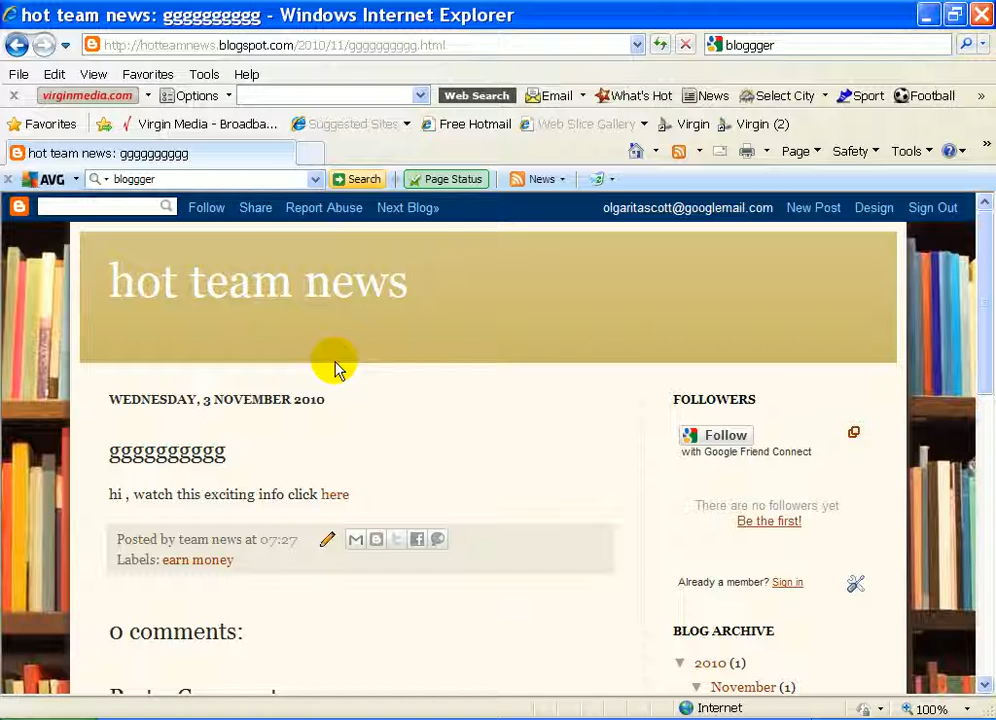 hot team news: gggggggggg - Windows Internet Explorer
http://hotteamnews.blogspot.com/2010/11/gggggggggg.html
bloggger
File Edit View Favorites Tools Help
x virginmedia.com Options Web Search Email What's Hot News Select City Sport Football »
Favorites Virgin Media - Broadba... Suggested Sites Free Hotmail Web Slice Gallery Virgin Virgin (2)
hot team news: gggggggggg Page Safety Tools »
x AVG bloggger Search Page Status News
Follow Share Report Abuse Next Blog» olgaritascott@googlemail.com New Post Design Sign Out
hot team news
WEDNESDAY, 3 NOVEMBER 2010
gggggggggg
hi , watch this exciting info click here
Posted by team news at 07:27
Labels: earn money
0 comments:
FOLLOWERS
Follow
with Google Friend Connect
There are no followers yet
Be the first!
Already a member? Sign in
BLOG ARCHIVE
▼ 2010 (1)
▼ November (1)
Internet 100%